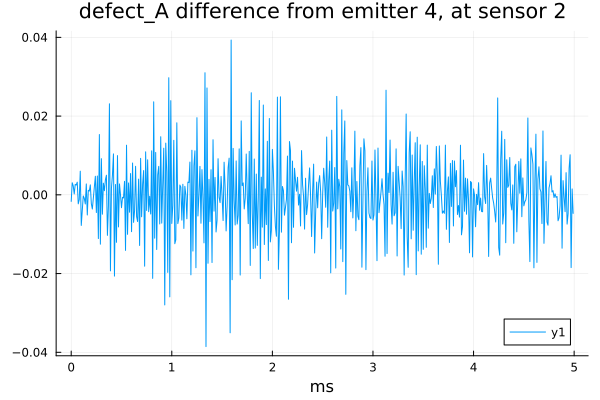 defect_A difference from emitter 4, at sensor 2
0.04
0.02
0.00
−0.02
−0.04
0 1 2 3 4 5
ms
y1